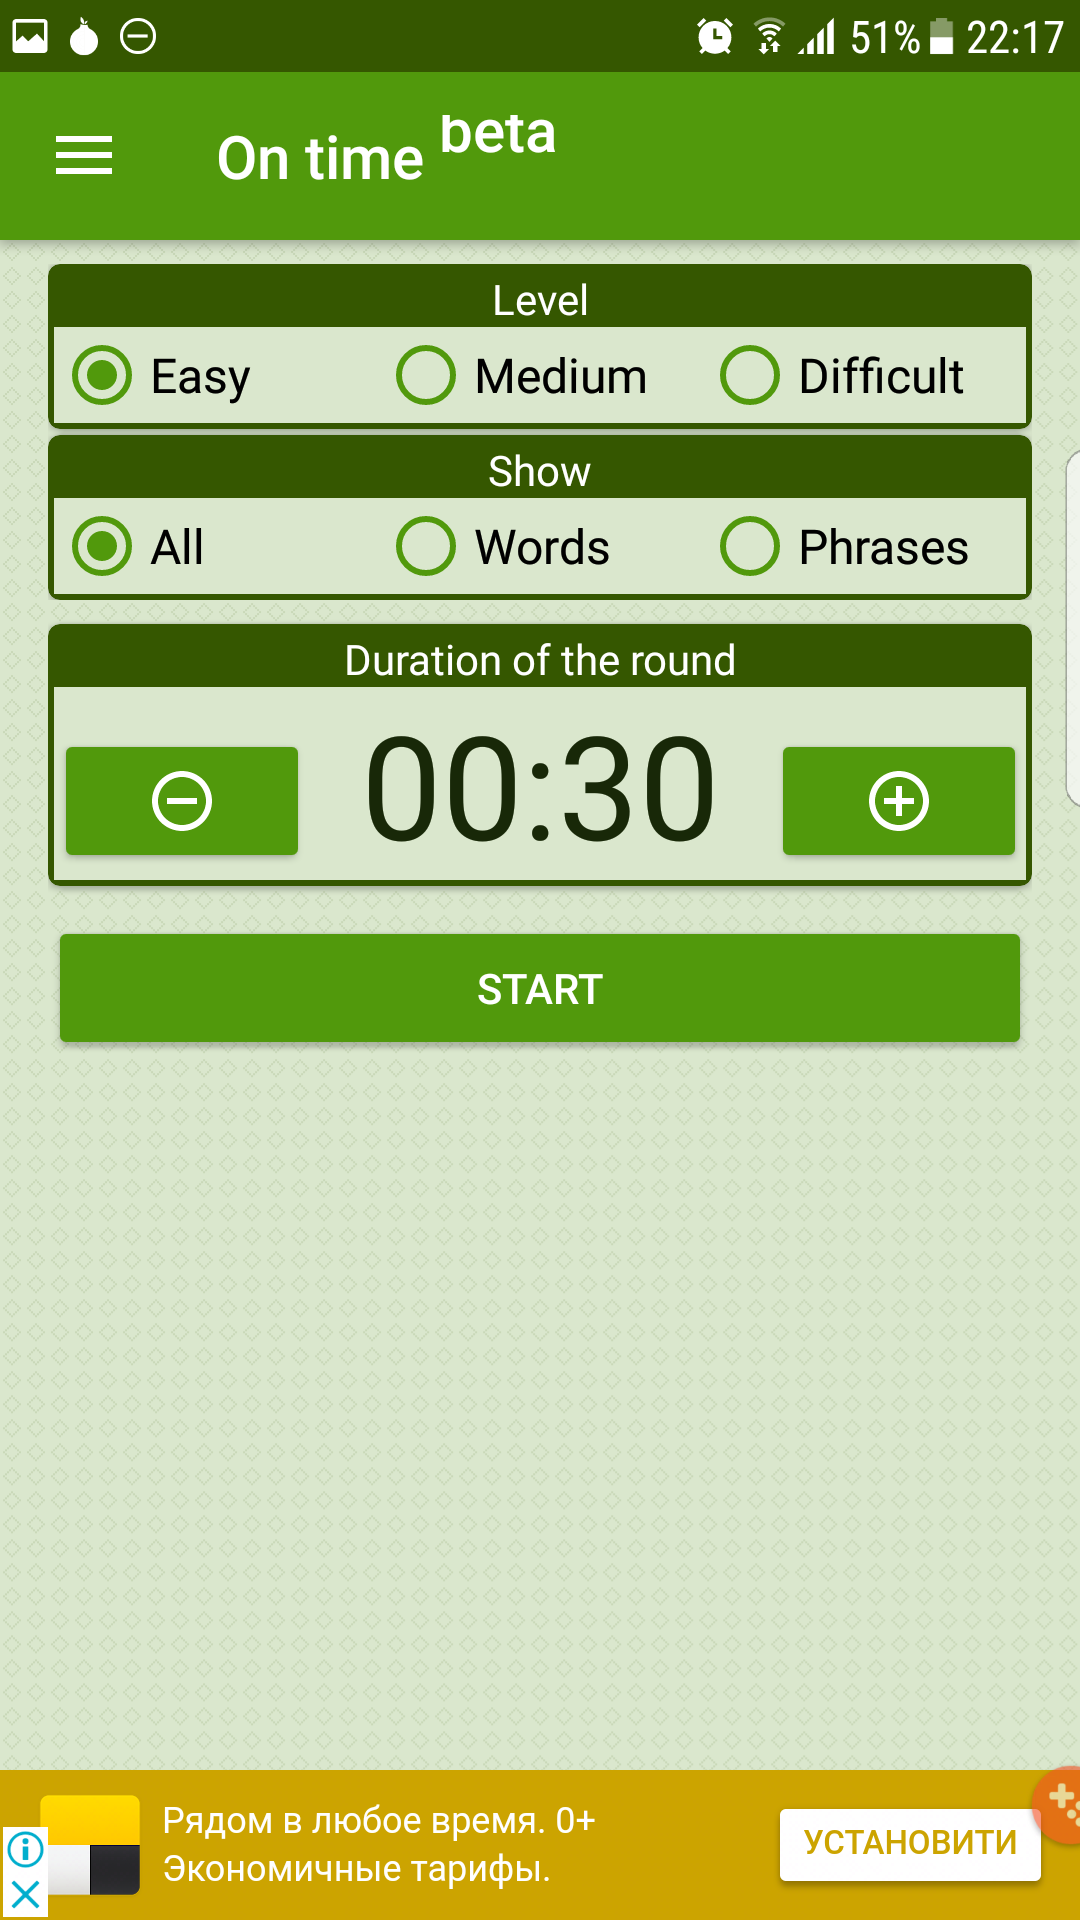 51% 22:17
On time beta
Level
Easy Medium Difficult
Show
All Words Phrases
Duration of the round
00:30
START
Рядом в любое время. 0+
Экономичные тарифы.
УСТАНОВИТИ